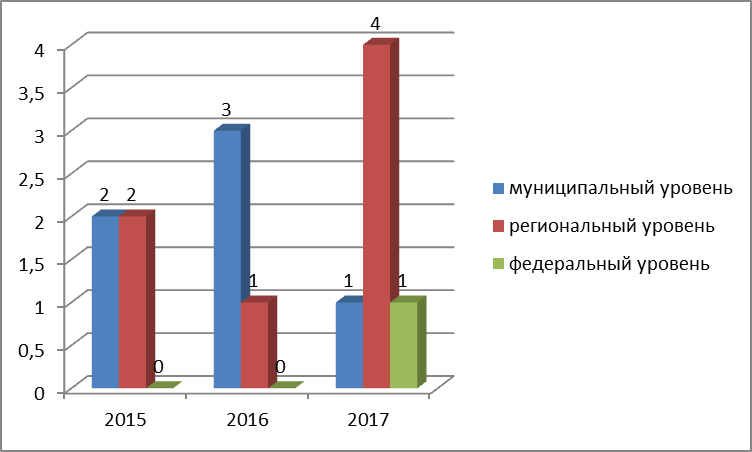 4
3,5
3
2,5
2
1,5
1
0,5
0
2 2 0
3 1 0
1 4 1
2015 2016 2017
муниципальный уровень
региональный уровень
федеральный уровень